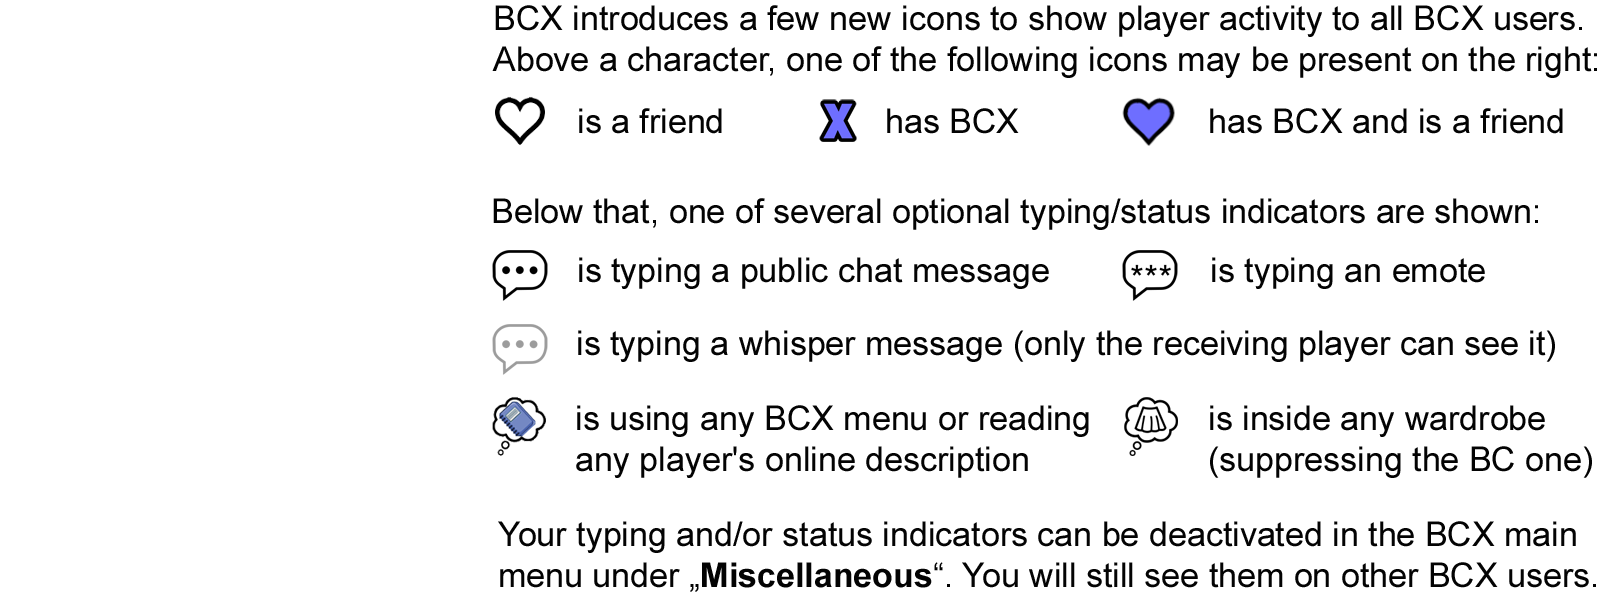 BCX introduces a few new icons to show player activity to all BCX users.
Above a character, one of the following icons may be present on the right:
is a friend
X has BCX
has BCX and is a friend
Below that, one of several optional typing/status indicators are shown:
is typing a public chat message
*** is typing an emote
is typing a whisper message (only the receiving player can see it)
is using any BCX menu or reading
any player's online description
is inside any wardrobe
(suppressing the BC one)
Your typing and/or status indicators can be deactivated in the BCX main
menu under „Miscellaneous“. You will still see them on other BCX users.